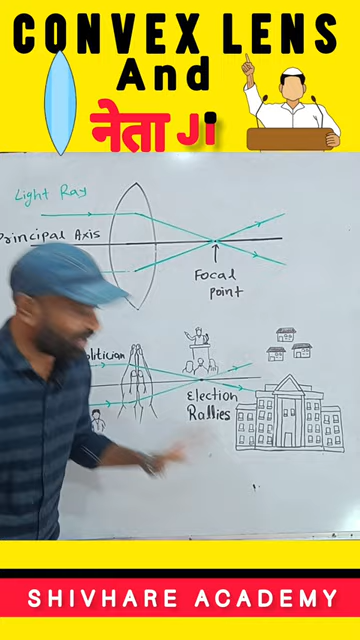 CONVEX LENS
And
नेता Ji
Light Ray
Principal Axis
Focal
point
Election
Rallies
SHIVHARE ACADEMY